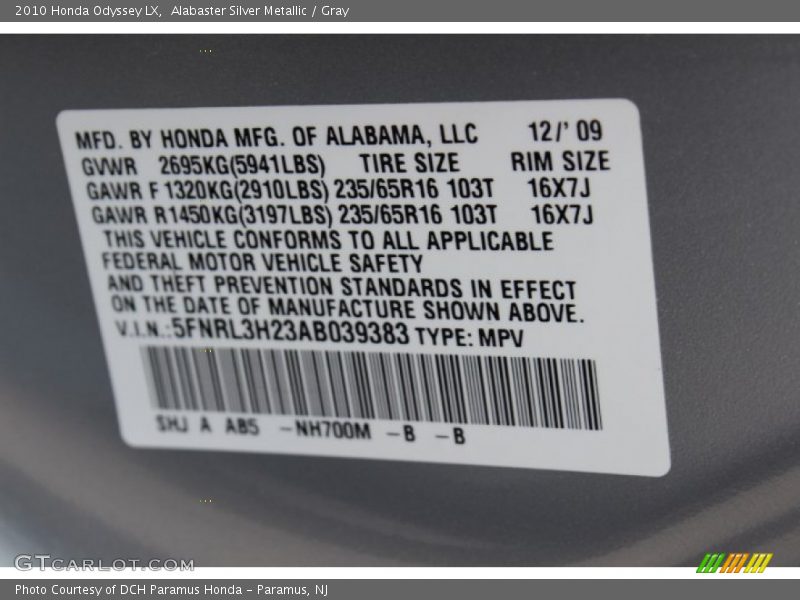 2010 Honda Odyssey LX, Alabaster Silver Metallic / Gray
MFD. BY HONDA MFG. OF ALABAMA, LLC 12/' 09
GVWR 2695KG(5941LBS) TIRE SIZE RIM SIZE
GAWR F 1320KG(2910LBS) 235/65R16 103T 16X7J
GAWR R1450KG(3197LBS) 235/65R16 103T 16X7J
THIS VEHICLE CONFORMS TO ALL APPLICABLE
FEDERAL MOTOR VEHICLE SAFETY
AND THEFT PREVENTION STANDARDS IN EFFECT
ON THE DATE OF MANUFACTURE SHOWN ABOVE.
V.I.N.:5FNRL3H23AB039383 TYPE: MPV
SHJ A AB5 -NH700M -B -B
GTCARLOT.COM
Photo Courtesy of DCH Paramus Honda - Paramus, NJ